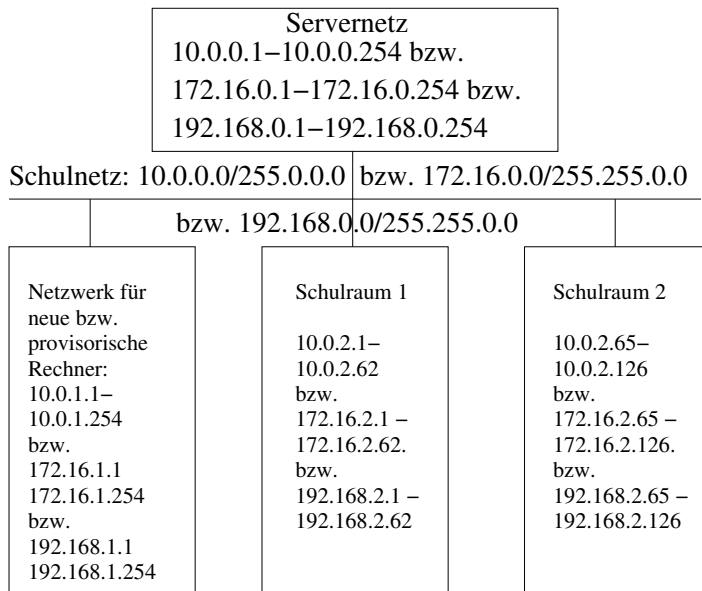 Servernetz
10.0.0.1−10.0.0.254 bzw.
172.16.0.1−172.16.0.254 bzw.
192.168.0.1−192.168.0.254
Schulnetz: 10.0.0.0/255.0.0.0 bzw. 172.16.0.0/255.255.0.0
bzw. 192.168.0.0/255.255.0.0
Netzwerk für
neue bzw.
provisorische
Rechner:
10.0.1.1−
10.0.1.254
bzw.
172.16.1.1
172.16.1.254
bzw.
192.168.1.1
192.168.1.254
Schulraum 1
10.0.2.1−
10.0.2.62
bzw.
172.16.2.1 −
172.16.2.62.
bzw.
192.168.2.1 −
192.168.2.62
Schulraum 2
10.0.2.65−
10.0.2.126
bzw.
172.16.2.65 −
172.16.2.126.
bzw.
192.168.2.65 −
192.168.2.126